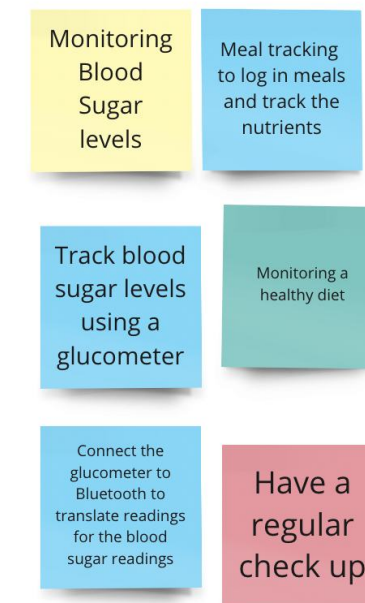 Monitoring
Blood
Sugar
levels
Meal tracking
to log in meals
and track the
nutrients
Track blood
sugar levels
using a
glucometer
Monitoring a
healthy diet
Connect the
glucometer to
Bluetooth to
translate readings
for the blood
sugar readings
Have a
regular
check up